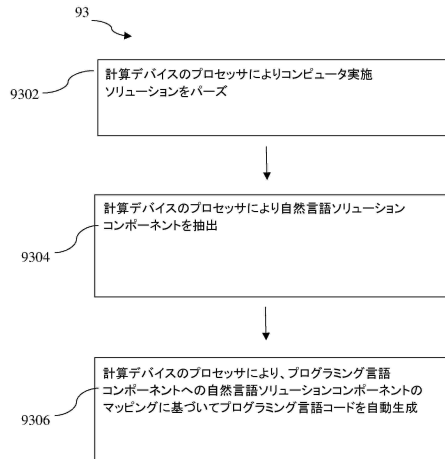 93
9302
計算デバイスのプロセッサによりコンピュータ実施
ソリューションをパーズ
9304
計算デバイスのプロセッサにより自然言語ソリューション
コンポーネントを抽出
9306
計算デバイスのプロセッサにより、プログラミング言語
コンポーネントへの自然言語ソリューションコンポーネントの
マッピングに基づいてプログラミング言語コードを自動生成